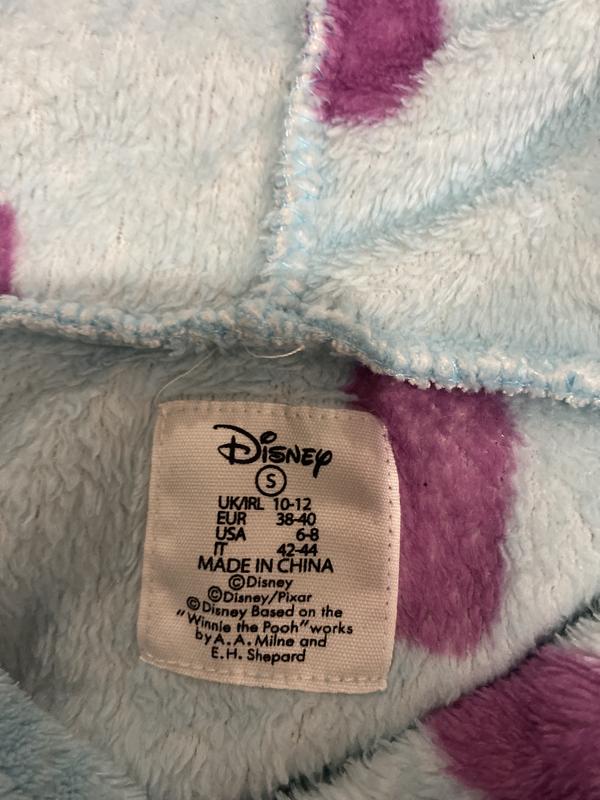 Disney
S
UK/IRL 10-12
EUR 38-40
USA 6-8
IT 42-44
MADE IN CHINA
©Disney
©Disney/Pixar
©Disney Based on the
"Winnie the Pooh" works
by A. A. Milne and
E.H. Shepard